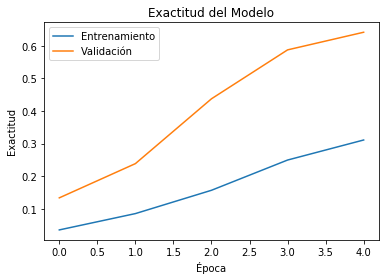 Exactitud del Modelo
Entrenamiento
Validación
Exactitud
0.6
0.5
0.4
0.3
0.2
0.1
0.0 0.5 1.0 1.5 2.0 2.5 3.0 3.5 4.0
Época